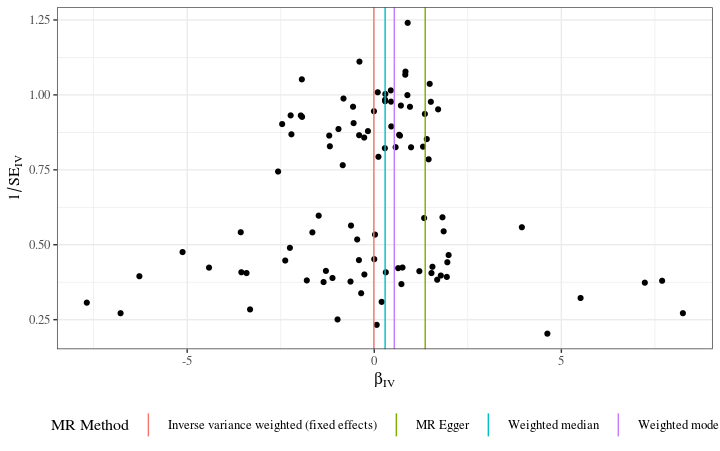 1.25
1.00
0.75
0.50
0.25
1/SE_IV
-5 0 5
β_IV
MR Method Inverse variance weighted (fixed effects) MR Egger Weighted median Weighted mode